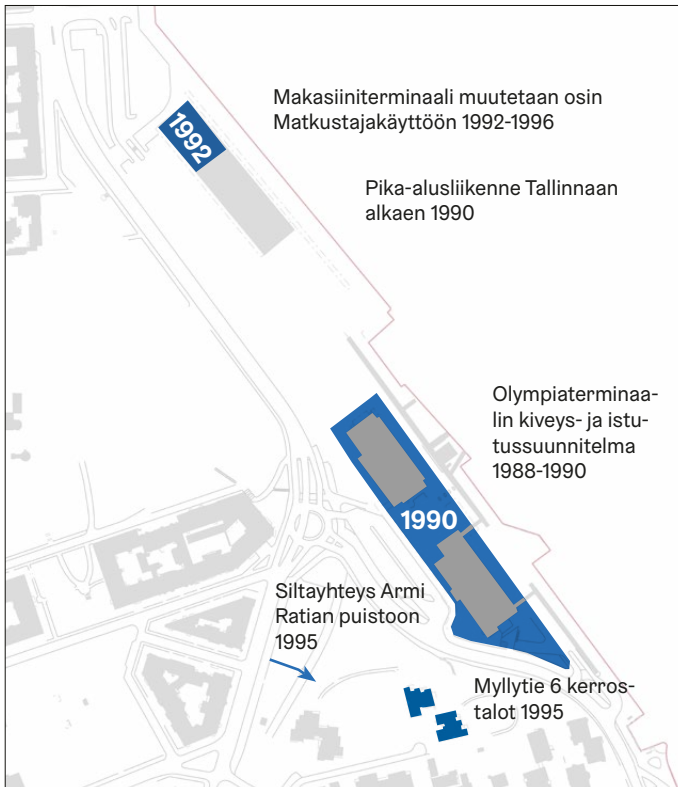 Makasiiniterminaali muutetaan osin
Matkustajakäyttöön 1992-1996
1992
Pika-alusliikenne Tallinnaan
alkaen 1990
Olympiaterminaa-
lin kiveys- ja istu-
tussuunnitelma
1988-1990
1990
Siltayhteys Armi
Ratian puistoon
1995
Myllytie 6 kerros-
talot 1995